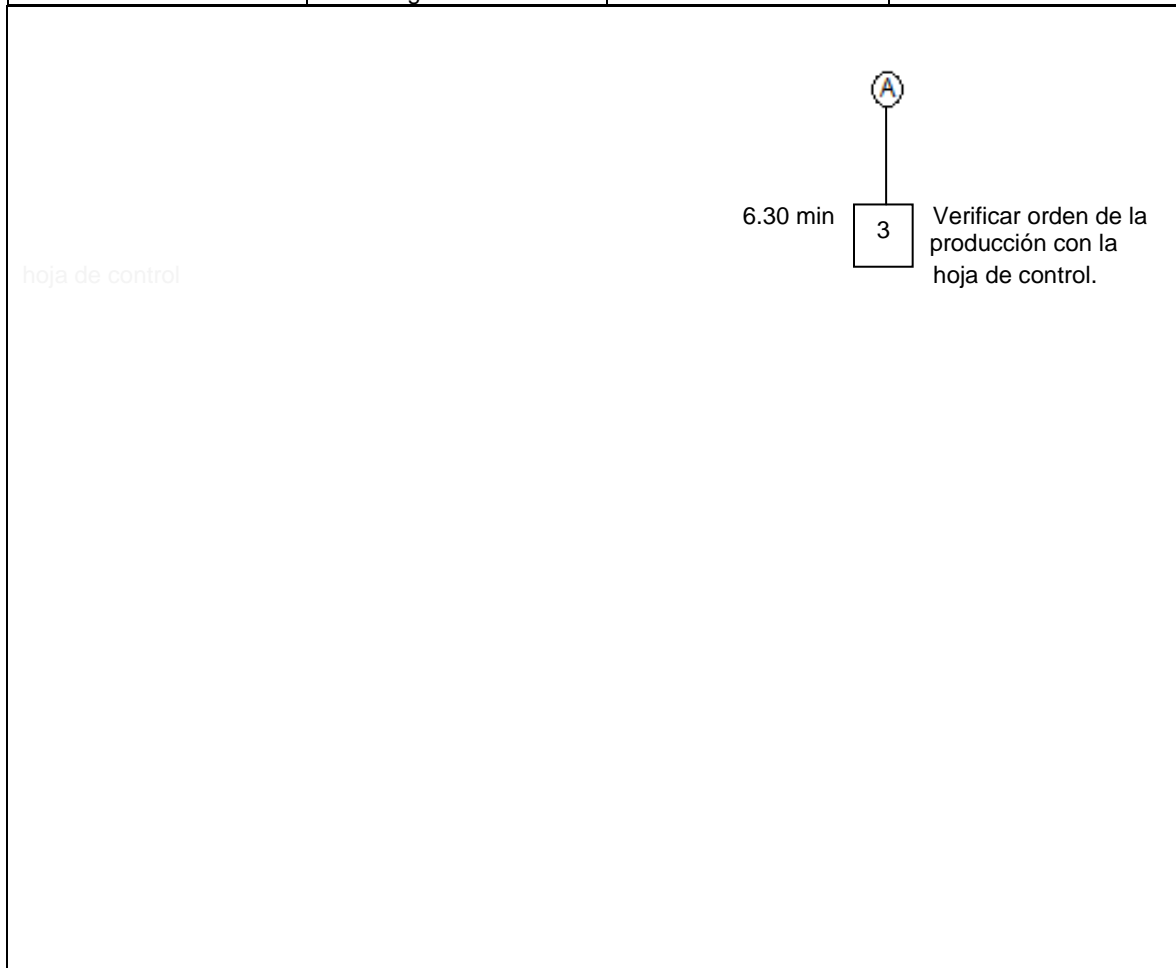 A
6.30 min
3
Verificar orden de la
producción con la
hoja de control.
hoja de control